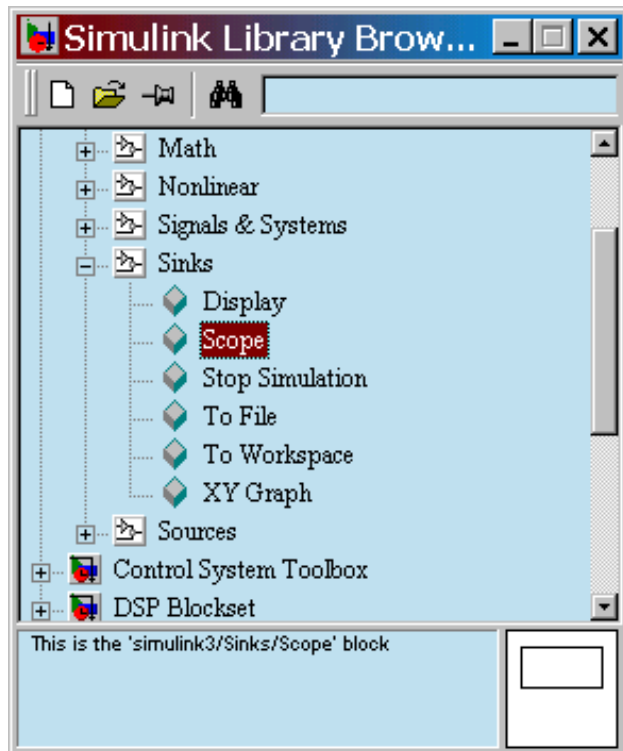 Simulink Library Brow...
Math
Nonlinear
Signals & Systems
Sinks
Display
Scope
Stop Simulation
To File
To Workspace
XY Graph
Sources
Control System Toolbox
DSP Blockset
This is the 'simulink3/Sinks/Scope' block